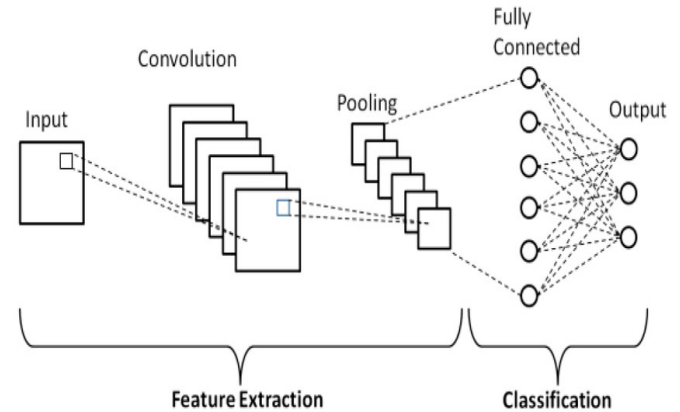 Input
Convolution
Pooling
Fully
Connected
Output
Feature Extraction
Classification